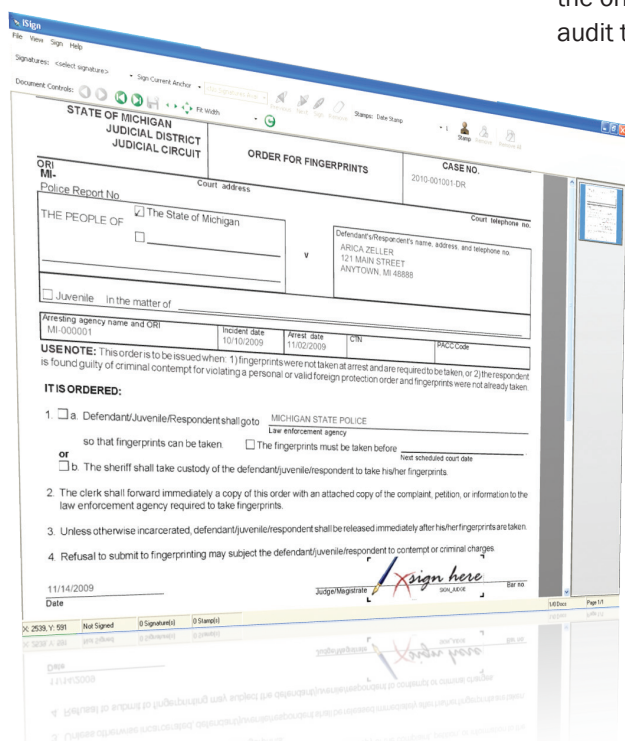 the on
audit t
iSign
File View Sign Help
Signatures: <select signature> Sign Current Anchor
Document Controls: Fit Width Stamps: Date Stamp
Stamp
STATE OF MICHIGAN
JUDICIAL DISTRICT
JUDICIAL CIRCUIT
ORDER FOR FINGERPRINTS
CASE NO.
2010-001001-DR
ORI
MI-
Court address
Court telephone no.
Police Report No.
THE PEOPLE OF
The State of Michigan
v
Defendant's/Respondent's name, address, and telephone no.
ARICA ZELLER
121 MAIN STREET
ANYTOWN, MI 48888
Juvenile In the matter of
Arresting agency name and ORI
MI-000001
Incident date
10/10/2009
Arrest date
11/02/2009
CTN
PACC Code
USE NOTE: This order is to be issued when: 1) fingerprints were not taken at arrest and are required to be taken, or 2) the respondent
is found guilty of criminal contempt for violating a personal or valid foreign protection order and fingerprints were not already taken.
IT IS ORDERED:
1. a. Defendant/Juvenile/Respondent shall go to MICHIGAN STATE POLICE
Law enforcement agency
so that fingerprints can be taken. The fingerprints must be taken before
Next scheduled court date
or
b. The sheriff shall take custody of the defendant/juvenile/respondent to take his/her fingerprints.
2. The clerk shall forward immediately a copy of this order with an attached copy of the complaint, petition, or information to the
law enforcement agency required to take fingerprints.
3. Unless otherwise incarcerated, defendant/juvenile/respondent shall be released immediately after his/her fingerprints are taken.
4. Refusal to submit to fingerprinting may subject the defendant/juvenile/respondent to contempt or criminal charges.
11/14/2009
Date
Judge/Magistrate
sign here
SIGN_JUDGE
Bar no.
X: 2539, Y: 591 Not Signed 0 Signature(s) 0 Stamp(s) 1/0 Docs Page 1/1